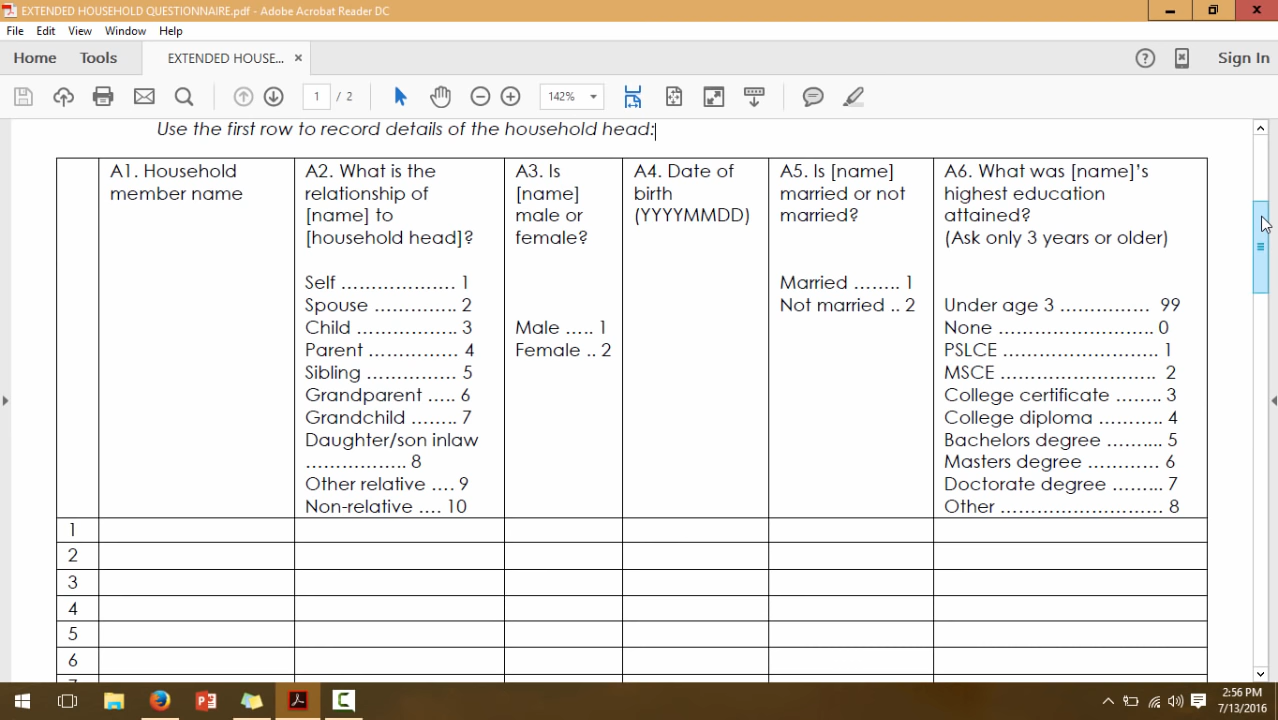 EXTENDED HOUSEHOLD QUESTIONNAIRE.pdf - Adobe Acrobat Reader DC
File Edit View Window Help
Home Tools EXTENDED HOUSE... × Sign In
1 / 2 142%
Use the first row to record details of the household head:
A1. Household
member name
A2. What is the
relationship of
[name] to
[household head]?
Self ………………. 1
Spouse ………….. 2
Child ……………. 3
Parent …………… 4
Sibling …………… 5
Grandparent ….. 6
Grandchild …….. 7
Daughter/son inlaw
…………….. 8
Other relative …. 9
Non-relative …. 10
A3. Is
[name]
male or
female?
Male ….. 1
Female .. 2
A4. Date of
birth
(YYYYMMDD)
A5. Is [name]
married or not
married?
Married …….. 1
Not married .. 2
A6. What was [name]’s
highest education
attained?
(Ask only 3 years or older)
Under age 3 …………… 99
None ……………………. 0
PSLCE ……………………. 1
MSCE ……………………. 2
College certificate …….. 3
College diploma ……….. 4
Bachelors degree ……... 5
Masters degree ………… 6
Doctorate degree …….. 7
Other ……………………… 8
1
2
3
4
5
6
2:56 PM
7/13/2016